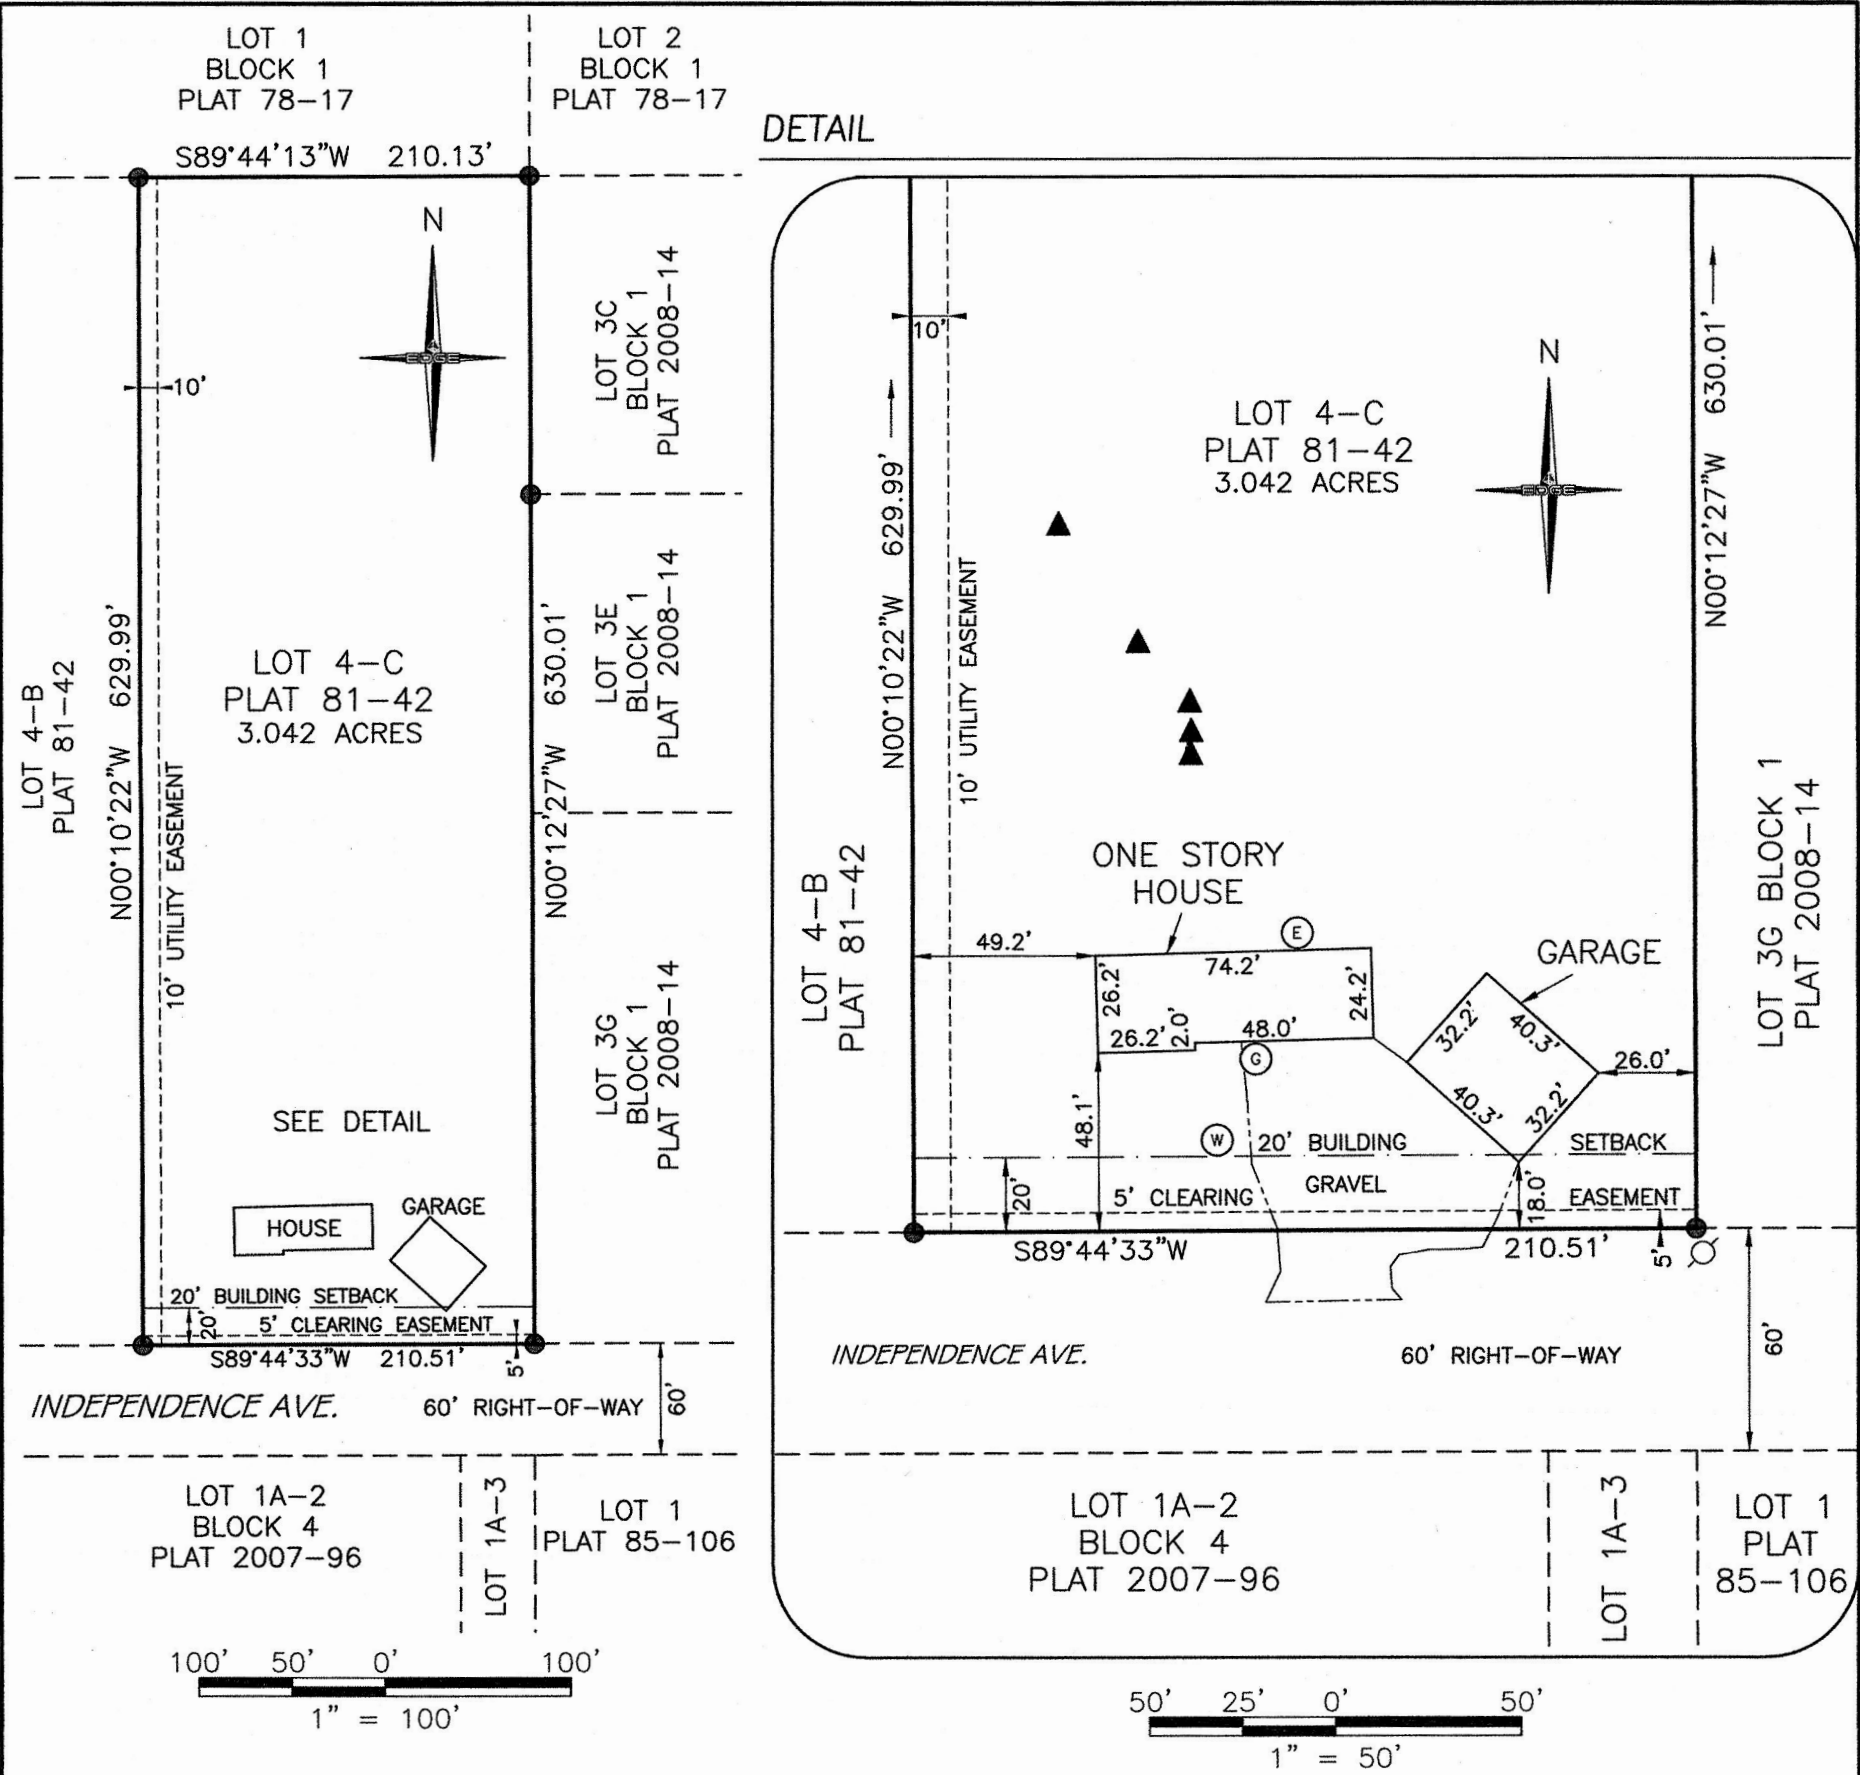 LOT 1
BLOCK 1
PLAT 78-17
LOT 2
BLOCK 1
PLAT 78-17
S89°44'13"W 210.13'
N
EDGE
10'
LOT 3C
BLOCK 1
PLAT 2008-14
LOT 3E
BLOCK 1
PLAT 2008-14
LOT 3G
BLOCK 1
PLAT 2008-14
LOT 4-B
PLAT 81-42
N00°10'22"W 629.99'
10' UTILITY EASEMENT
LOT 4-C
PLAT 81-42
3.042 ACRES
N00°12'27"W 630.01'
SEE DETAIL
HOUSE
GARAGE
20' BUILDING SETBACK
20'
5' CLEARING EASEMENT
S89°44'33"W 210.51'
5'
INDEPENDENCE AVE.
60' RIGHT-OF-WAY
60'
LOT 1A-2
BLOCK 4
PLAT 2007-96
LOT 1A-3
LOT 1
PLAT 85-106
100' 50' 0' 100'
1" = 100'
DETAIL
10'
N
EDGE
LOT 4-C
PLAT 81-42
3.042 ACRES
N00°10'22"W 629.99'
10' UTILITY EASEMENT
N00°12'27"W 630.01'
LOT 4-B
PLAT 81-42
LOT 3G BLOCK 1
PLAT 2008-14
ONE STORY
HOUSE
E
49.2'
74.2'
26.2'
24.2'
26.2'
2.0'
48.0'
G
48.1'
GARAGE
32.2'
40.3'
40.3'
32.2'
26.0'
W
20' BUILDING SETBACK
20'
GRAVEL
5' CLEARING EASEMENT
18.0'
S89°44'33"W 210.51'
5'
INDEPENDENCE AVE.
60' RIGHT-OF-WAY
60'
LOT 1A-2
BLOCK 4
PLAT 2007-96
LOT 1A-3
LOT 1
PLAT
85-106
50' 25' 0' 50'
1" = 50'